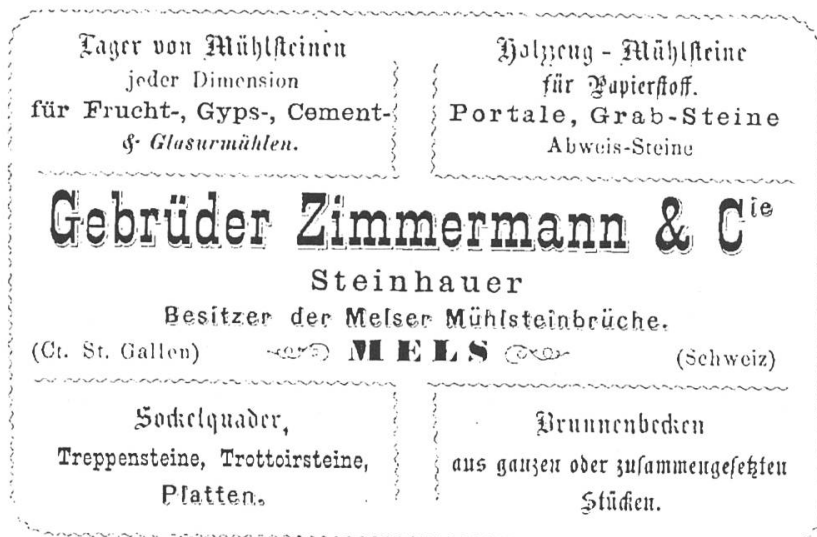 Lager von Mühlsteinen
jeder Dimension
für Frucht-, Gyps-, Cement-
& Glasurmühlen.
Holzzeug - Mühlsteine
für Papierstoff.
Portale, Grab-Steine
Abweis-Steine
Gebrüder Zimmermann & Cie
Steinhauer
Besitzer der Melser Mühlsteinbrüche.
(Ct. St. Gallen) MELS (Schweiz)
Sockelquader,
Treppensteine, Trottoirsteine,
Platten.
Brunnenbecken
aus ganzen oder zuſammengeſetzten
Stücken.